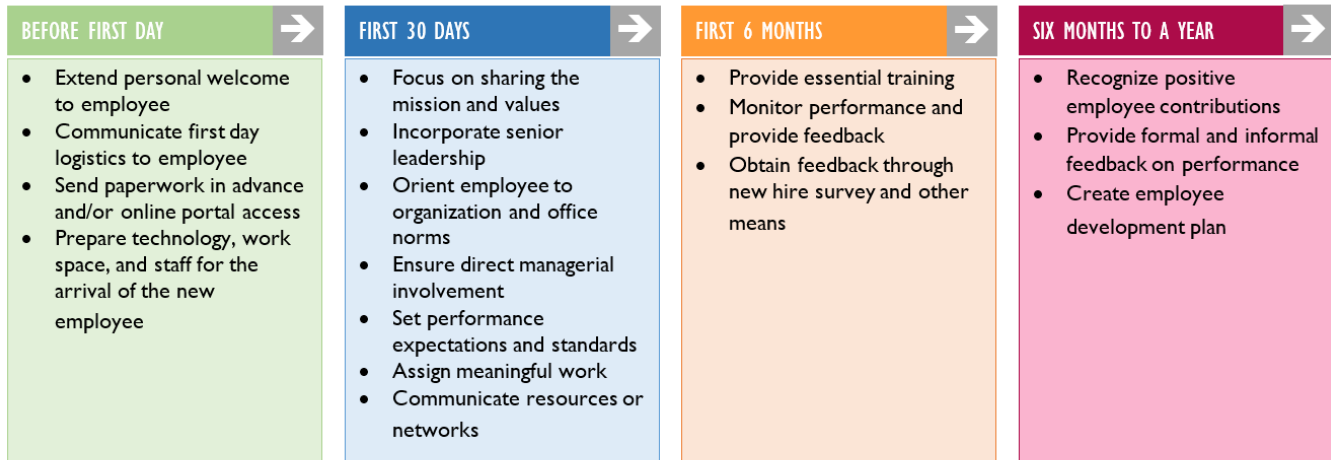 BEFORE FIRST DAY
• Extend personal welcome
to employee
• Communicate first day
logistics to employee
• Send paperwork in advance
and/or online portal access
• Prepare technology, work
space, and staff for the
arrival of the new
employee
FIRST 30 DAYS
• Focus on sharing the
mission and values
• Incorporate senior
leadership
• Orient employee to
organization and office
norms
• Ensure direct managerial
involvement
• Set performance
expectations and standards
• Assign meaningful work
• Communicate resources or
networks
FIRST 6 MONTHS
• Provide essential training
• Monitor performance and
provide feedback
• Obtain feedback through
new hire survey and other
means
SIX MONTHS TO A YEAR
• Recognize positive
employee contributions
• Provide formal and informal
feedback on performance
• Create employee
development plan